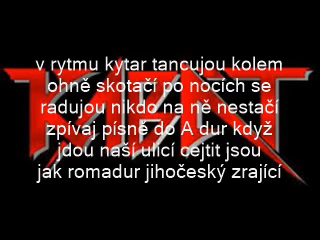 v rytmu kytar tancujou kolem
ohně skotačí po nocích se
radujou nikdo na ně nestačí
zpívaj písně do A dur když
jdou naší ulicí cejtit jsou
jak romadur jihočeský zrající